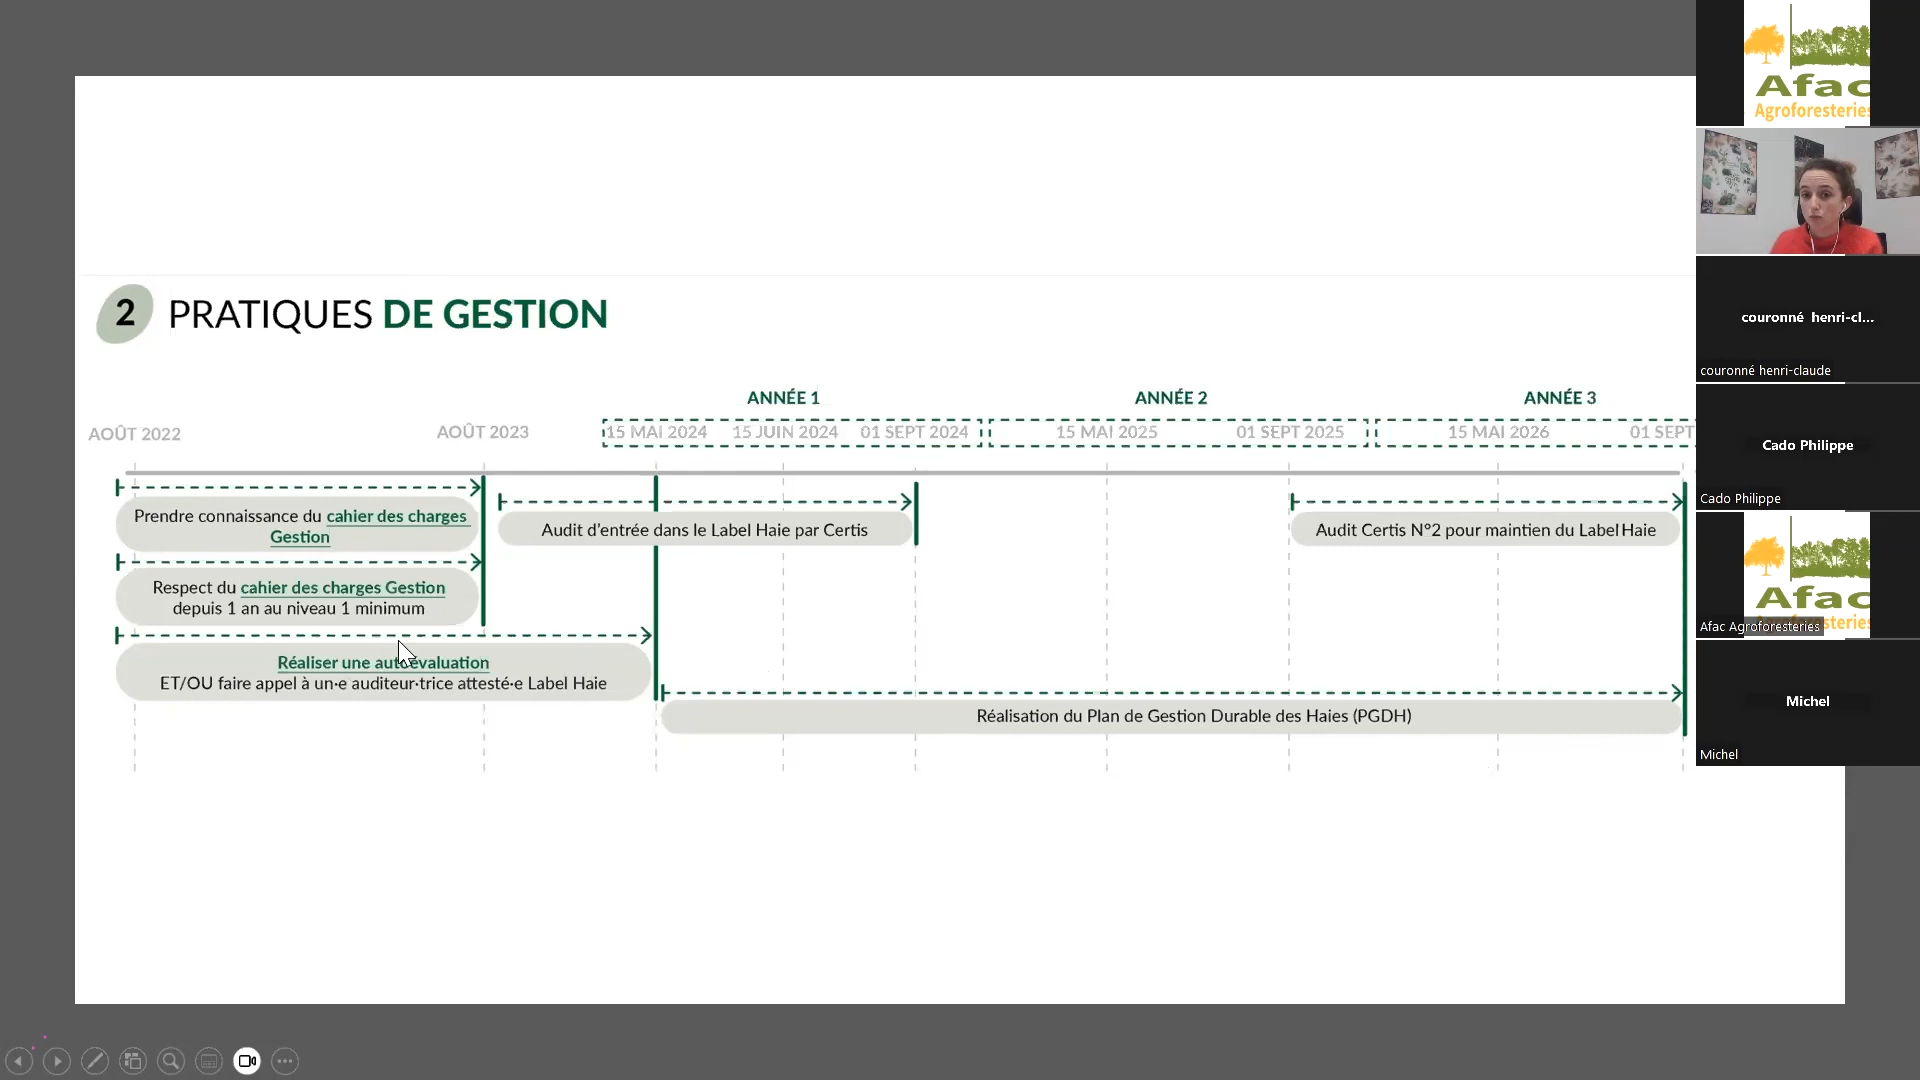 2 PRATIQUES DE GESTION
ANNÉE 1 ANNÉE 2 ANNÉE 3
AOÛT 2022 AOÛT 2023 15 MAI 2024 15 JUIN 2024 01 SEPT 2024 15 MAI 2025 01 SEPT 2025 15 MAI 2026 01 SEPT
Prendre connaissance du cahier des charges
Gestion
Audit d'entrée dans le Label Haie par Certis
Audit Certis N°2 pour maintien du Label Haie
Respect du cahier des charges Gestion
depuis 1 an au niveau 1 minimum
Réaliser une autoévaluation
ET/OU faire appel à un·e auditeur·trice attesté·e Label Haie
Réalisation du Plan de Gestion Durable des Haies (PGDH)
Afac
Agroforesteries
couronné henri-cl...
couronné henri-claude
Cado Philippe
Cado Philippe
Afac
Afac Agroforesteries
Michel
Michel